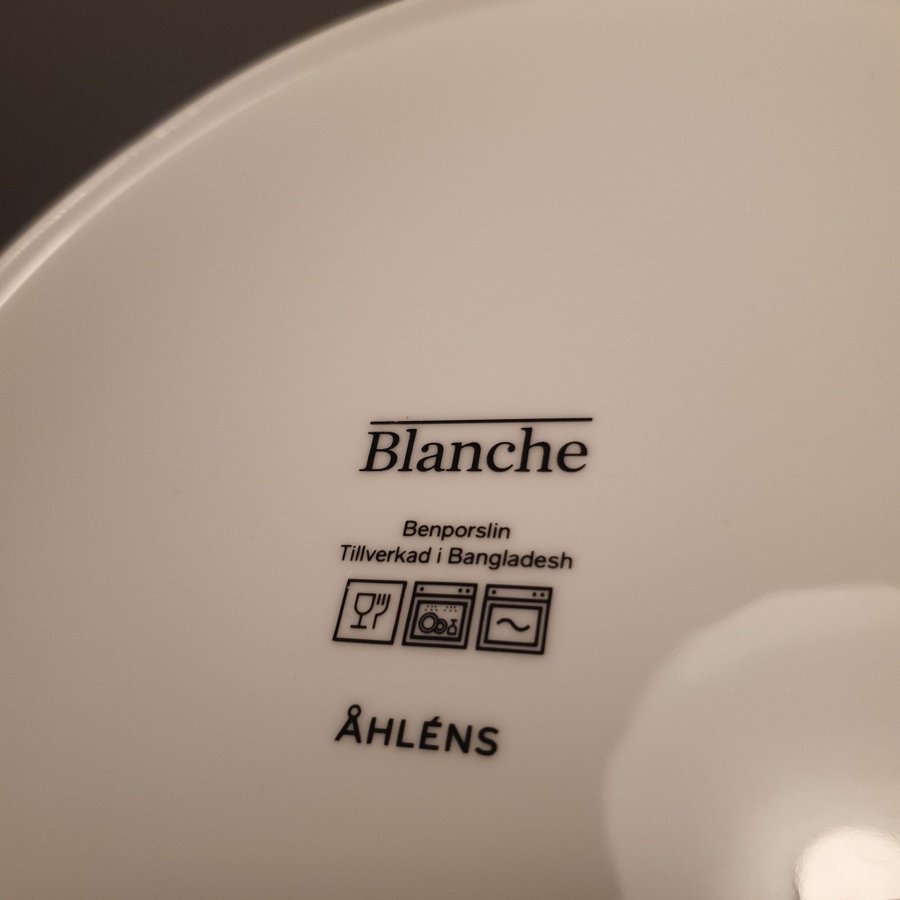 Blanche
Benporslin
Tillverkad i Bangladesh
ÅHLÉNS